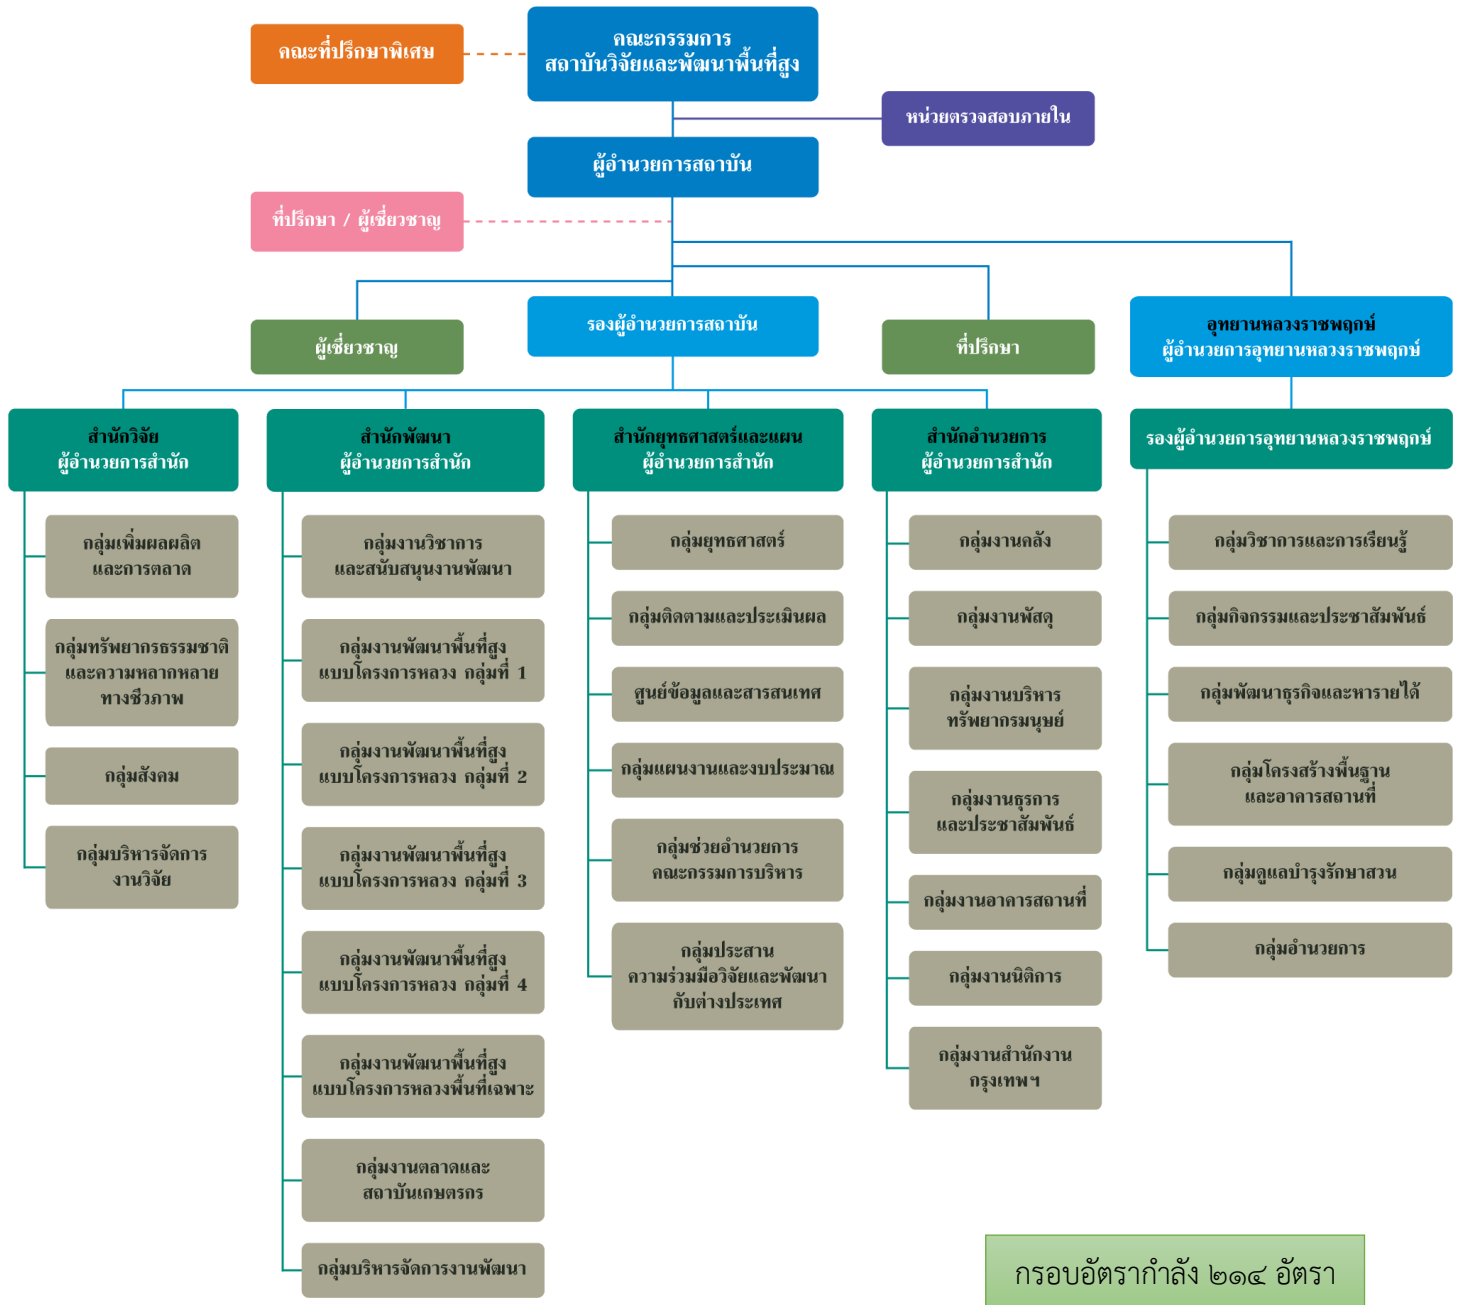 คณะที่ปรึกษาพิเศษ
คณะกรรมการ
สถาบันวิจัยและพัฒนาพื้นที่สูง
หน่วยตรวจสอบภายใน
ผู้อำนวยการสถาบัน
ที่ปรึกษา / ผู้เชี่ยวชาญ
ผู้เชี่ยวชาญ
รองผู้อำนวยการสถาบัน
ที่ปรึกษา
อุทยานหลวงราชพฤกษ์
ผู้อำนวยการอุทยานหลวงราชพฤกษ์
สำนักวิจัย
ผู้อำนวยการสำนัก
กลุ่มเพิ่มผลผลิต
และการตลาด
กลุ่มทรัพยากรธรรมชาติ
และความหลากหลาย
ทางชีวภาพ
กลุ่มสังคม
กลุ่มบริหารจัดการ
งานวิจัย
สำนักพัฒนา
ผู้อำนวยการสำนัก
กลุ่มงานวิชาการ
และสนับสนุนงานพัฒนา
กลุ่มงานพัฒนาพื้นที่สูง
แบบโครงการหลวง กลุ่มที่ 1
กลุ่มงานพัฒนาพื้นที่สูง
แบบโครงการหลวง กลุ่มที่ 2
กลุ่มงานพัฒนาพื้นที่สูง
แบบโครงการหลวง กลุ่มที่ 3
กลุ่มงานพัฒนาพื้นที่สูง
แบบโครงการหลวง กลุ่มที่ 4
กลุ่มงานพัฒนาพื้นที่สูง
แบบโครงการหลวงพื้นที่เฉพาะ
กลุ่มงานตลาดและ
สถาบันเกษตรกร
กลุ่มบริหารจัดการงานพัฒนา
สำนักยุทธศาสตร์และแผน
ผู้อำนวยการสำนัก
กลุ่มยุทธศาสตร์
กลุ่มติดตามและประเมินผล
ศูนย์ข้อมูลและสารสนเทศ
กลุ่มแผนงานและงบประมาณ
กลุ่มช่วยอำนวยการ
คณะกรรมการบริหาร
กลุ่มประสาน
ความร่วมมือวิจัยและพัฒนา
กับต่างประเทศ
สำนักอำนวยการ
ผู้อำนวยการสำนัก
กลุ่มงานคลัง
กลุ่มงานพัสดุ
กลุ่มงานบริหาร
ทรัพยากรมนุษย์
กลุ่มงานธุรการ
และประชาสัมพันธ์
กลุ่มงานอาคารสถานที่
กลุ่มงานนิติการ
กลุ่มงานสำนักงาน
กรุงเทพฯ
รองผู้อำนวยการอุทยานหลวงราชพฤกษ์
กลุ่มวิชาการและการเรียนรู้
กลุ่มกิจกรรมและประชาสัมพันธ์
กลุ่มพัฒนาธุรกิจและหารายได้
กลุ่มโครงสร้างพื้นฐาน
และอาคารสถานที่
กลุ่มดูแลบำรุงรักษาสวน
กลุ่มอำนวยการ
กรอบอัตรากำลัง ๒๑๔ อัตรา